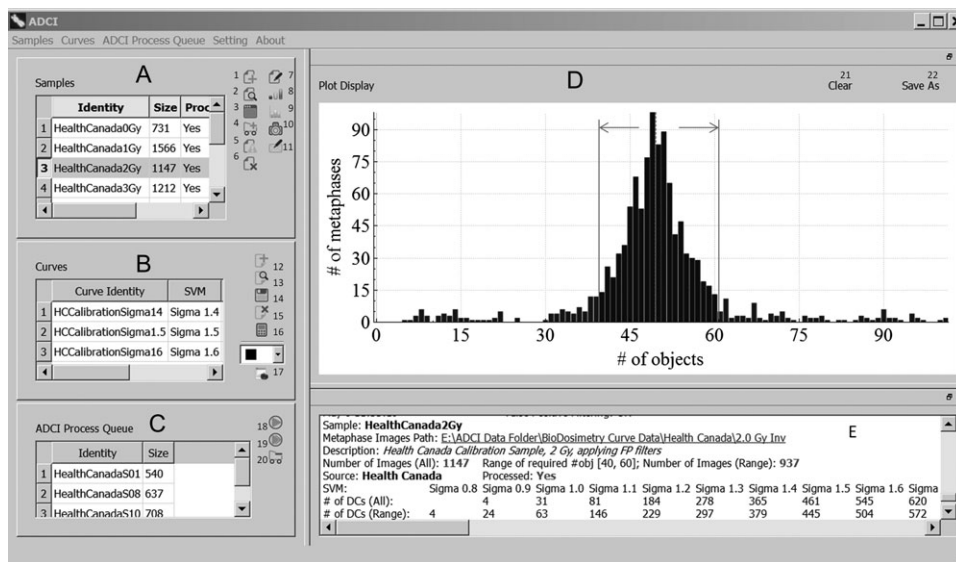 ADCI
Samples Curves ADCI Process Queue Setting About
A
Samples
Identity Size Proc
1 HealthCanada0Gy 731 Yes
2 HealthCanada1Gy 1566 Yes
3 HealthCanada2Gy 1147 Yes
4 HealthCanada3Gy 1212 Yes
1 7
2 8
3 9
4 10
5 11
6
B
Curves
Curve Identity SVM
1 HCCalibrationSigma14 Sigma 1.4
2 HCCalibrationSigma1.5 Sigma 1.5
3 HCCalibrationSigma16 Sigma 1.6
12
13
14
15
16
17
C
ADCI Process Queue
Identity Size
1 HealthCanadaS01 540
2 HealthCanadaS08 637
3 HealthCanadaS10 708
18
19
20
D
Plot Display
21
Clear
22
Save As
# of metaphases
90
75
60
45
30
15
0
0 15 30 45 60 75 90
# of objects
E
Sample: HealthCanada2Gy
Metaphase Images Path: E:\ADCI Data Folder\BioDosimetry Curve Data\Health Canada\2.0 Gy Inv
Description: Health Canada Calibration Sample, 2 Gy, applying FP filters
Number of Images (All): 1147 Range of required #obj [40, 60]; Number of Images (Range): 937
Source: Health Canada Processed: Yes
SVM: Sigma 0.8 Sigma 0.9 Sigma 1.0 Sigma 1.1 Sigma 1.2 Sigma 1.3 Sigma 1.4 Sigma 1.5 Sigma 1.6 Sigma
# of DCs (All): 4 31 81 184 278 365 461 545 620
# of DCs (Range): 4 24 63 146 229 297 379 445 504 572